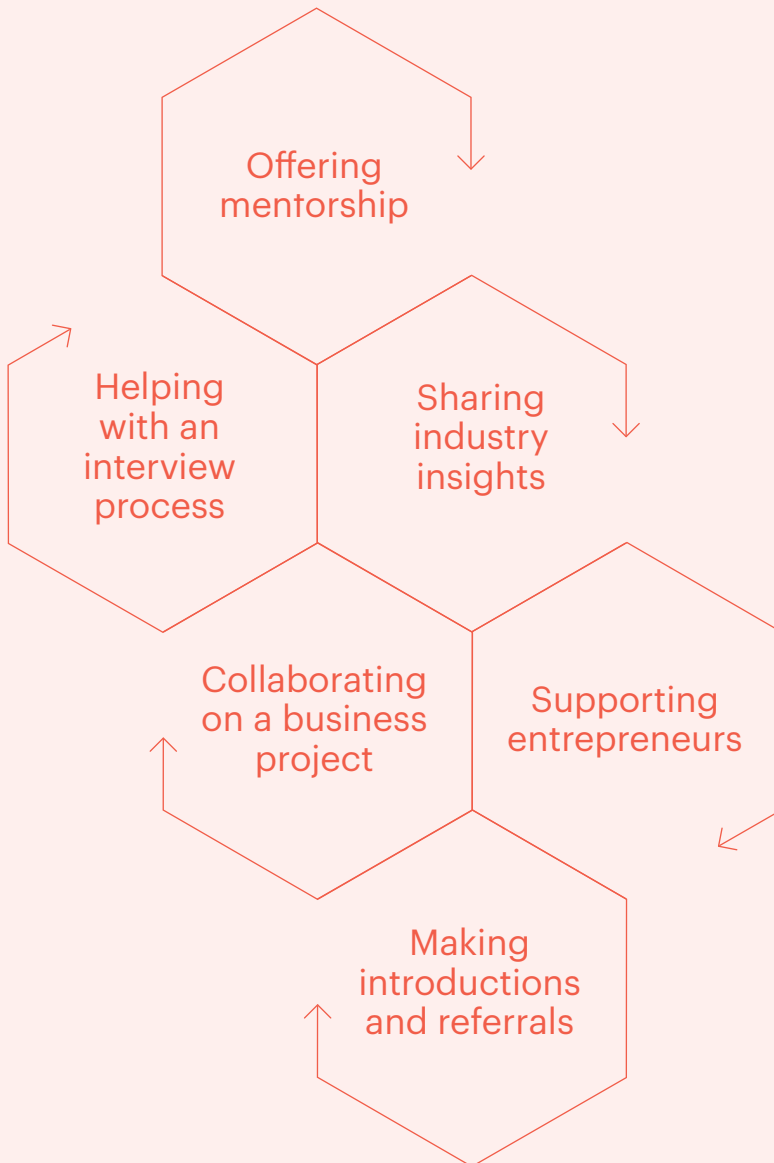 Offering
mentorship
Helping
with an
interview
process
Sharing
industry
insights
Collaborating
on a business
project
Supporting
entrepreneurs
Making
introductions
and referrals